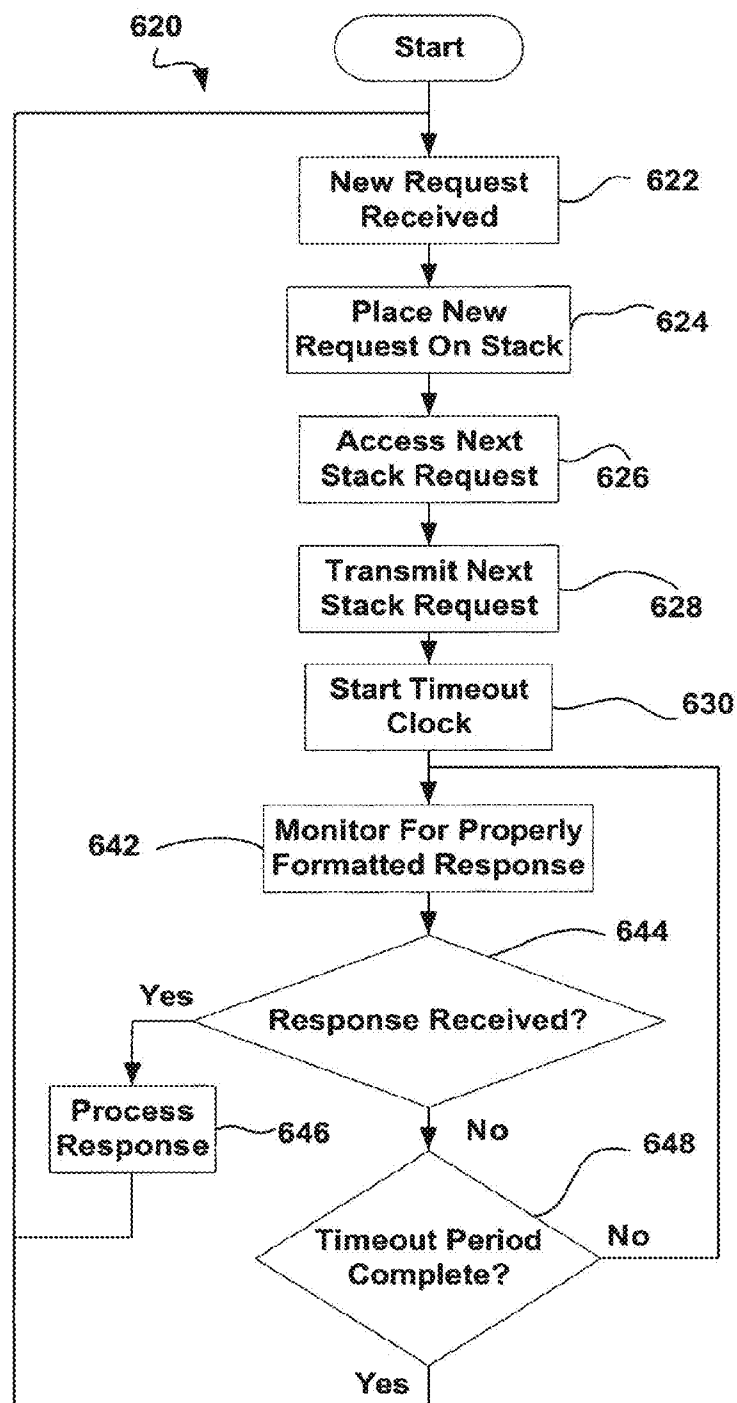 620
Start
New Request
Received
622
Place New
Request On Stack
624
Access Next
Stack Request
626
Transmit Next
Stack Request
628
Start Timeout
Clock
630
642
Monitor For Properly
Formatted Response
644
Yes
Response Received?
Process
Response
646
No
648
Timeout Period
Complete?
No
Yes